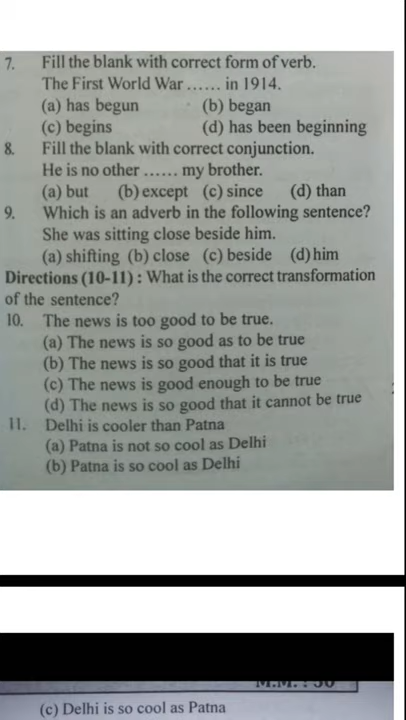 7. Fill the blank with correct form of verb.
The First World War ...... in 1914.
(a) has begun (b) began
(c) begins (d) has been beginning
8. Fill the blank with correct conjunction.
He is no other ...... my brother.
(a) but (b) except (c) since (d) than
9. Which is an adverb in the following sentence?
She was sitting close beside him.
(a) shifting (b) close (c) beside (d) him
Directions (10-11) : What is the correct transformation
of the sentence?
10. The news is too good to be true.
(a) The news is so good as to be true
(b) The news is so good that it is true
(c) The news is good enough to be true
(d) The news is so good that it cannot be true
11. Delhi is cooler than Patna
(a) Patna is not so cool as Delhi
(b) Patna is so cool as Delhi
M.M. : 50
(c) Delhi is so cool as Patna